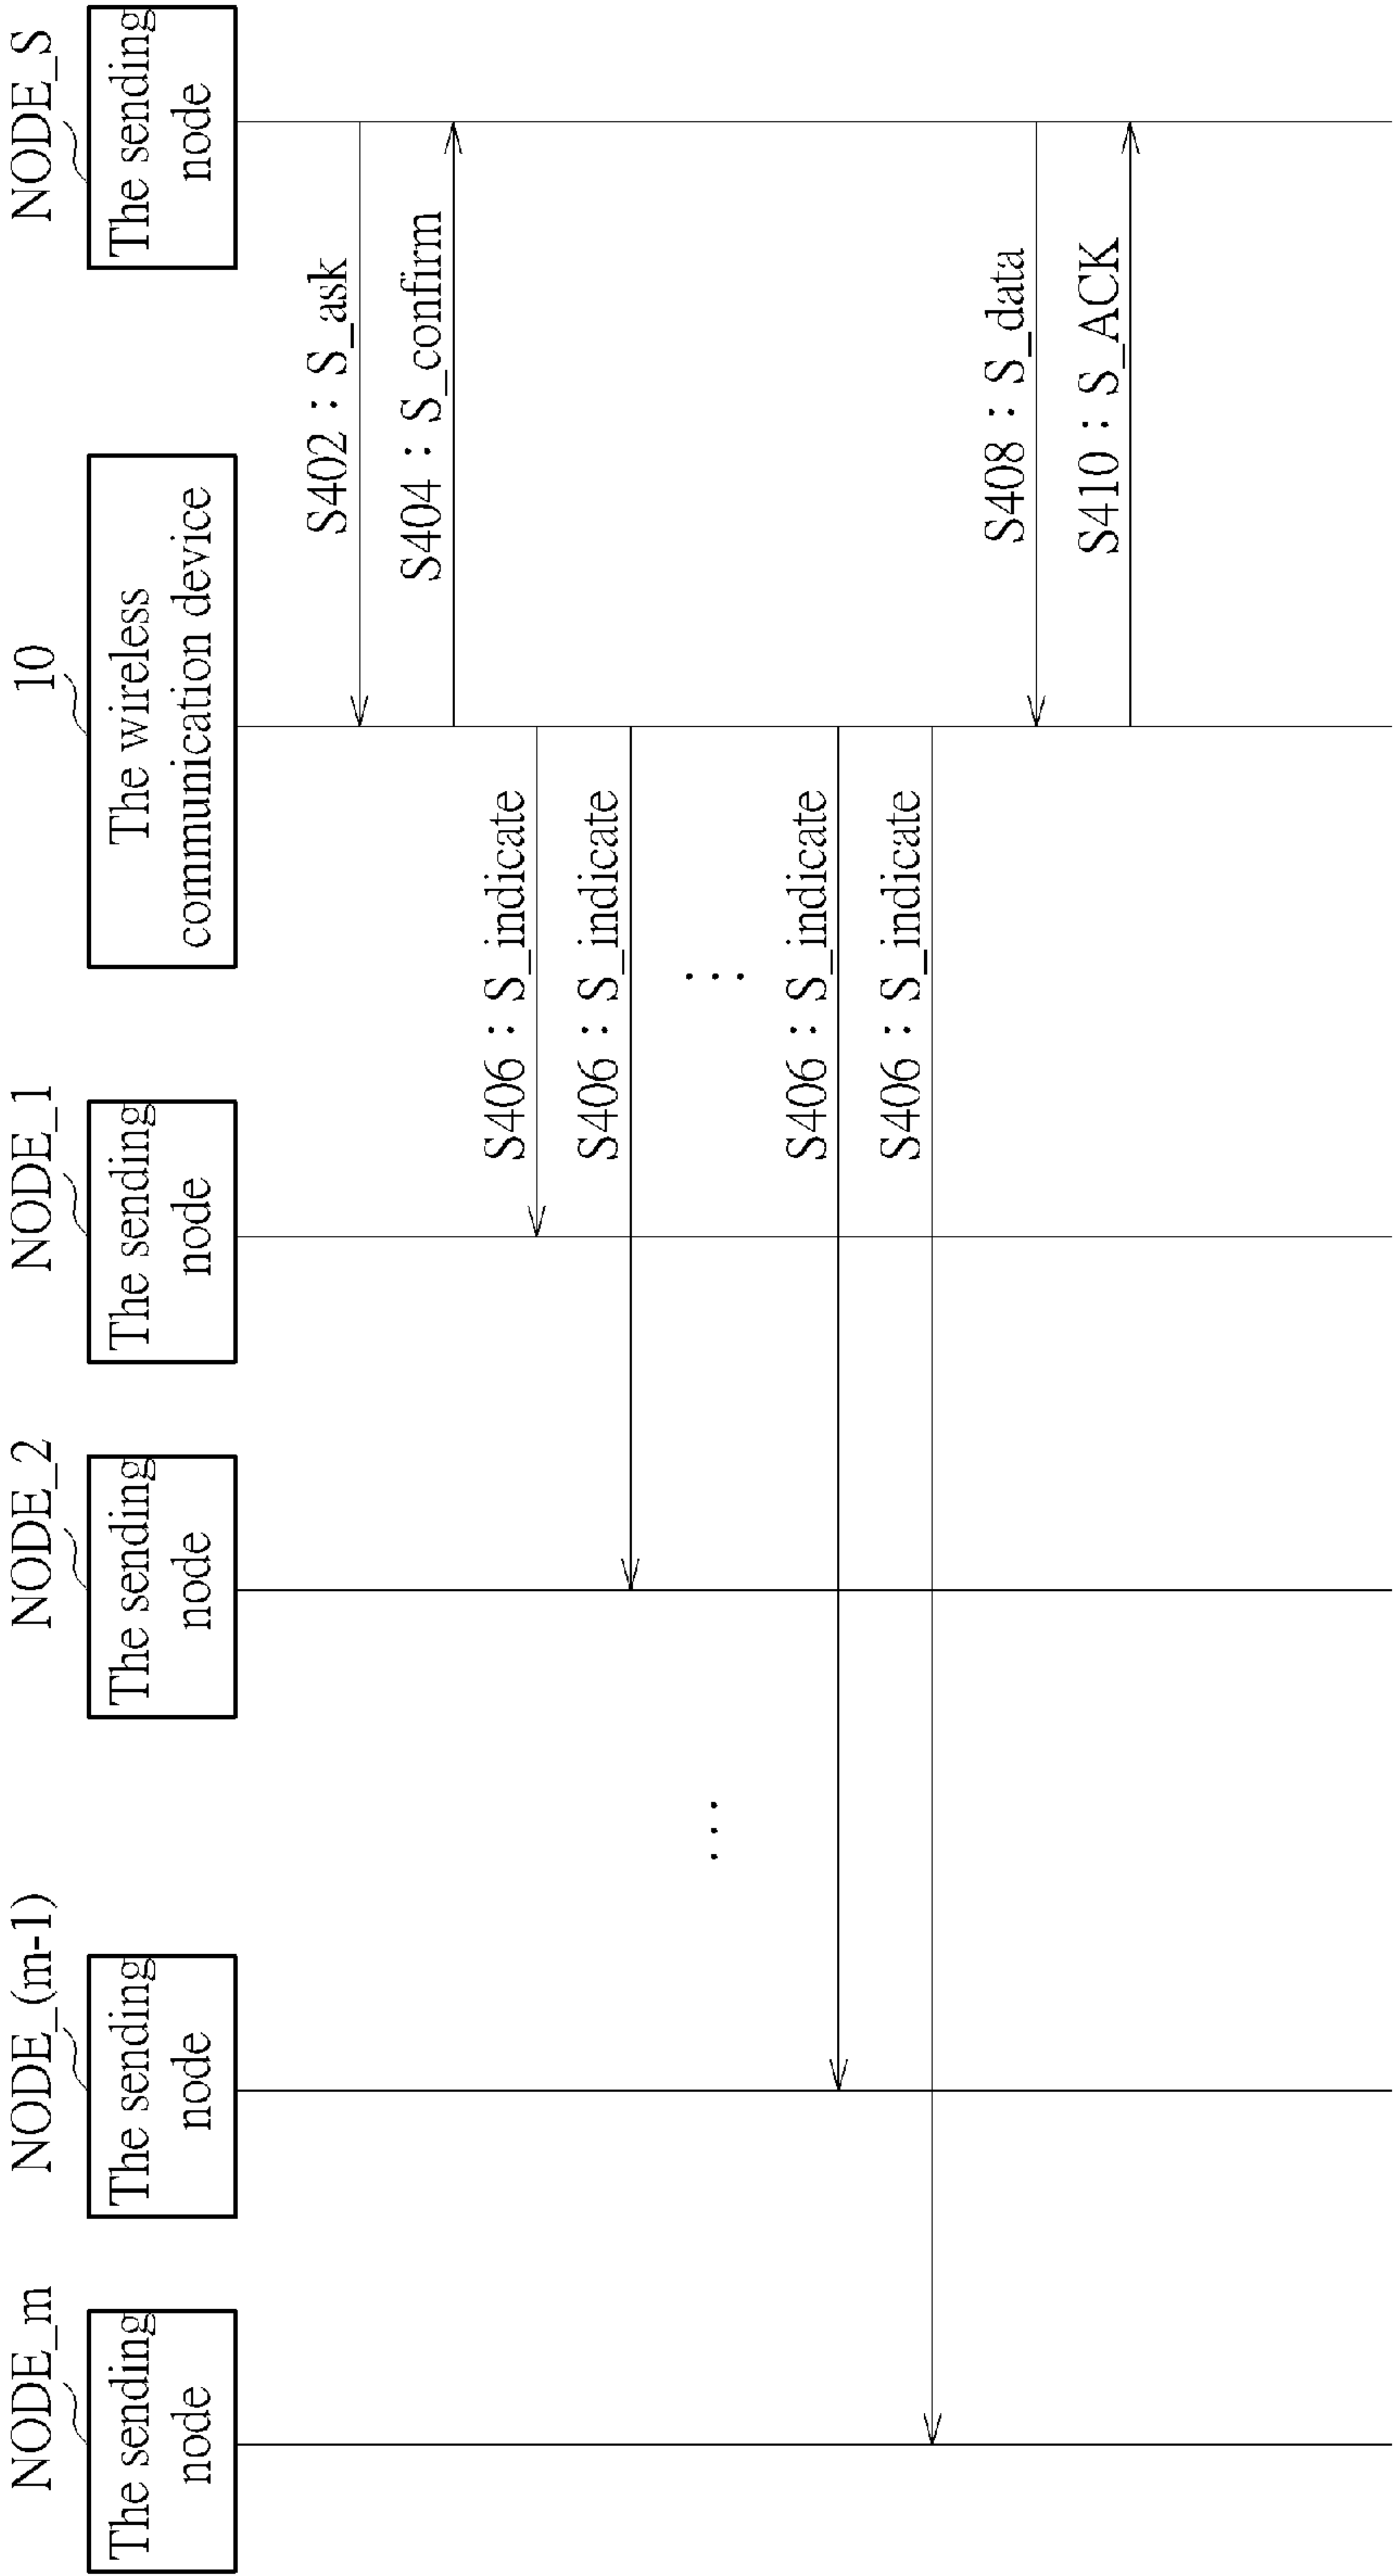 NODE_m
NODE_(m-1)
NODE_2
NODE_1
10
NODE_S
The sending
node
The sending
node
...
The sending
node
The sending
node
The wireless
communication device
The sending
node
S402 : S_ask
S404 : S_confirm
S406 : S_indicate
S406 : S_indicate
...
S406 : S_indicate
S406 : S_indicate
S408 : S_data
S410 : S_ACK